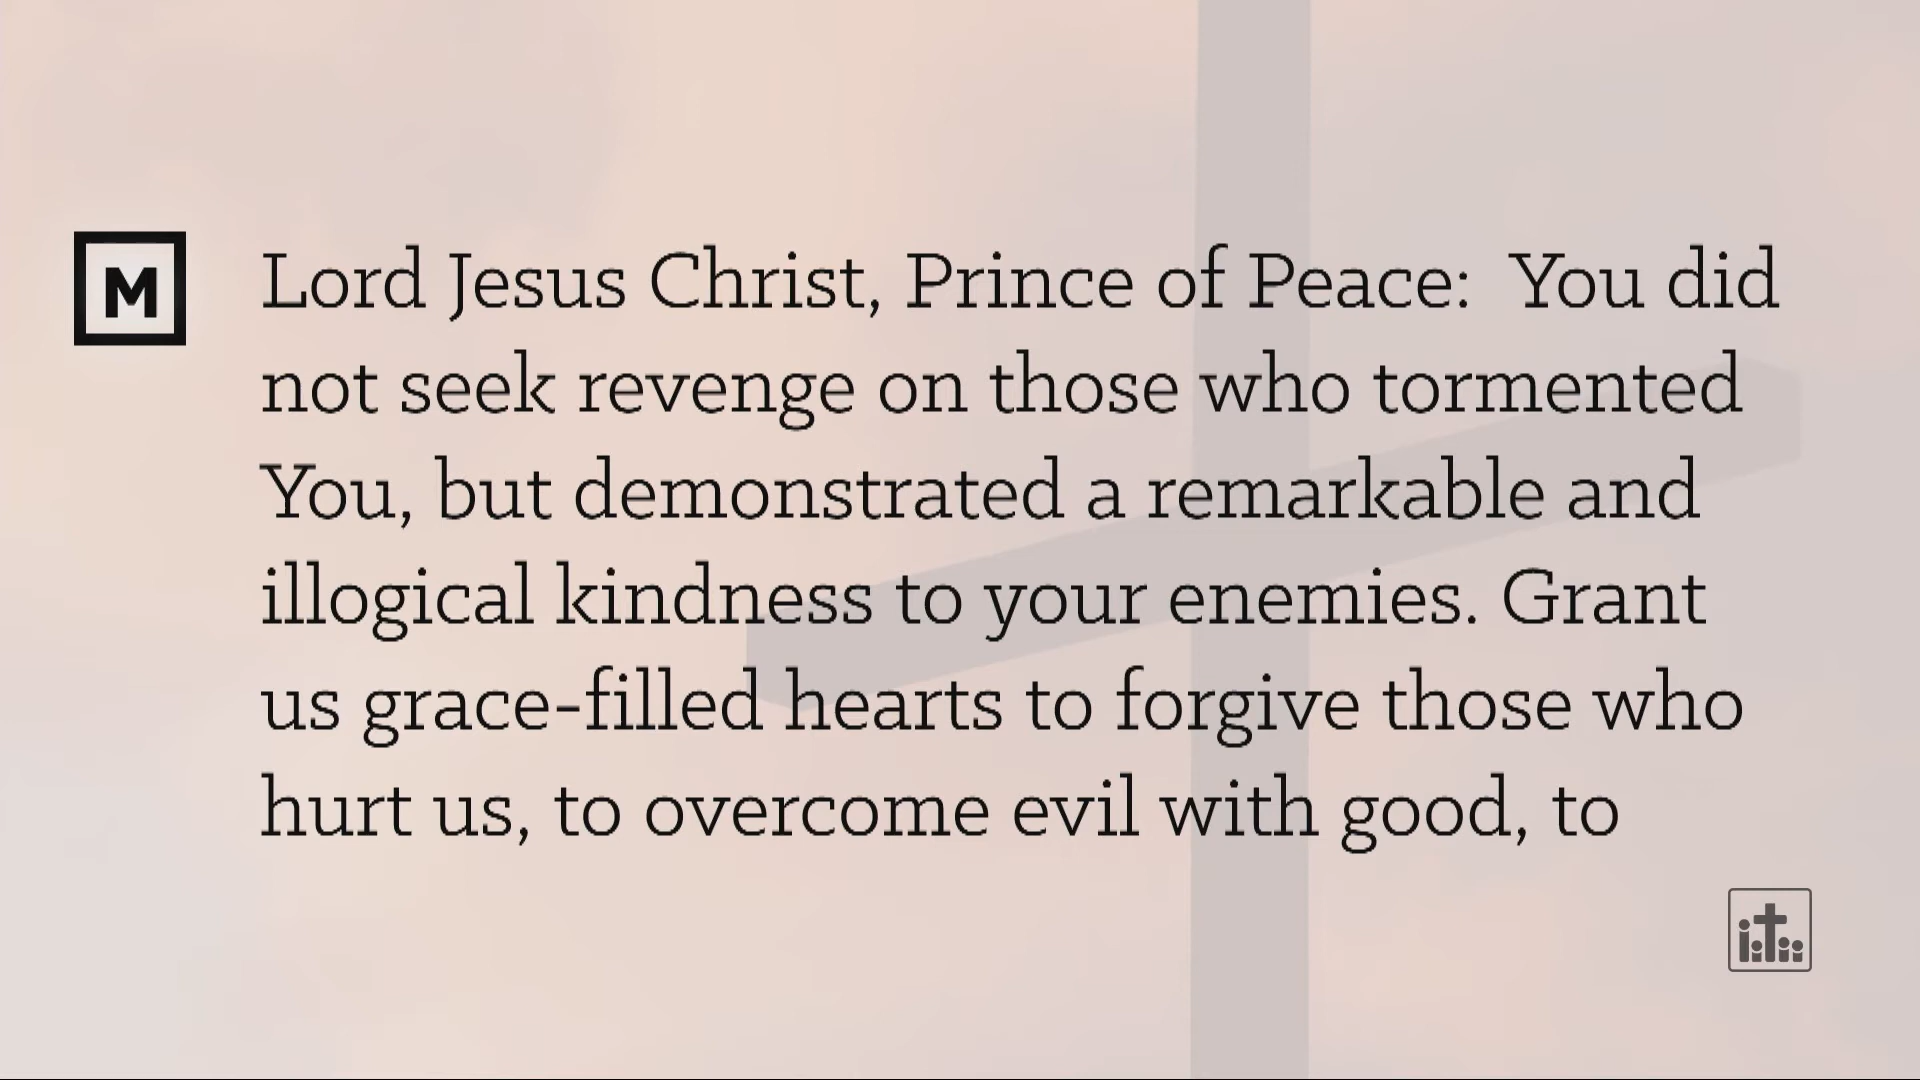 M
Lord Jesus Christ, Prince of Peace:  You did
not seek revenge on those who tormented
You, but demonstrated a remarkable and
illogical kindness to your enemies. Grant
us grace-filled hearts to forgive those who
hurt us, to overcome evil with good, to